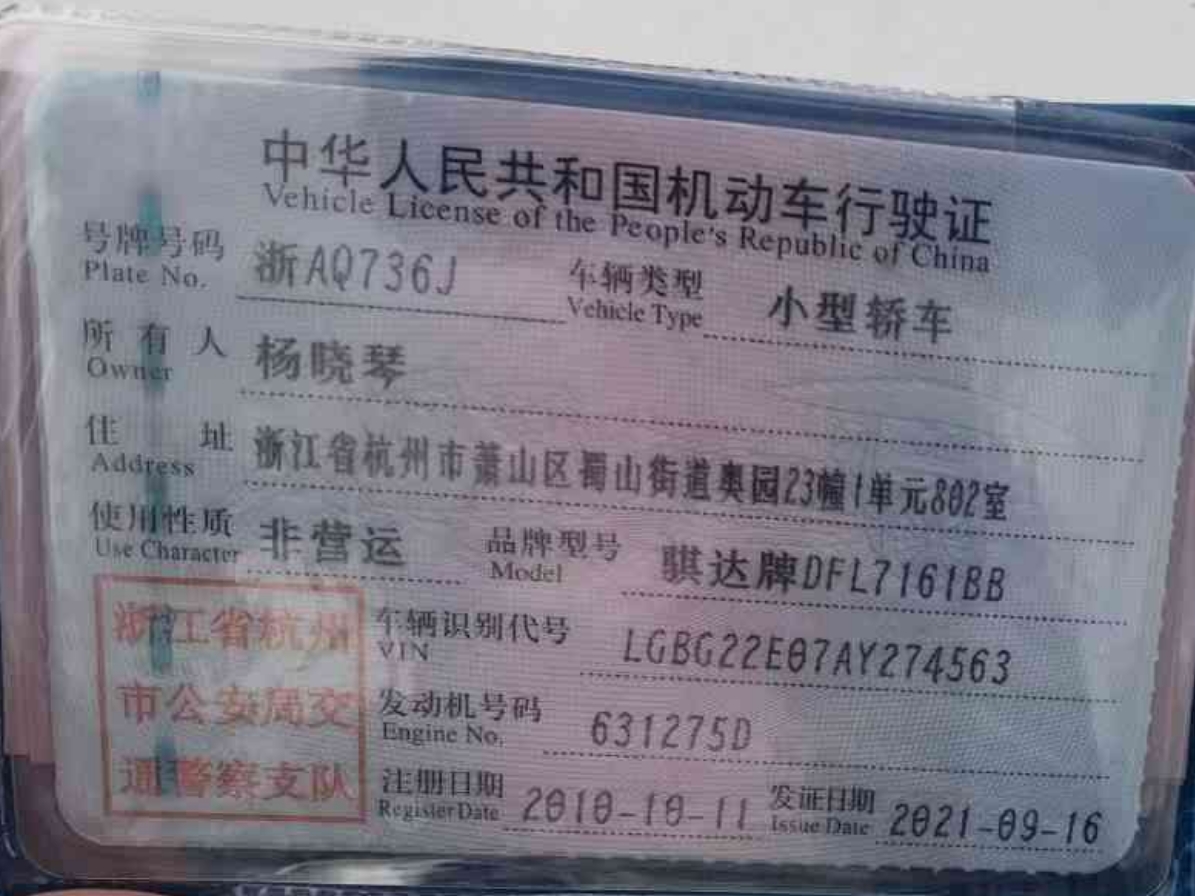 中华人民共和国机动车行驶证
Vehicle License of the People's Republic of China
号牌号码 浙AQ736J 车辆类型 小型轿车
Plate No. Vehicle Type
所有人 杨晓琴
Owner
住址 浙江省杭州市萧山区蜀山街道奥园23幢1单元802室
Address
使用性质 非营运 品牌型号 骐达牌DFL7161BB
Use Character Model
浙江省杭州
市公安局交
通警察支队
车辆识别代号 LGBG22E07AY274563
VIN
发动机号码 631275D
Engine No.
注册日期 2010-10-11 发证日期 2021-09-16
Register Date Issue Date